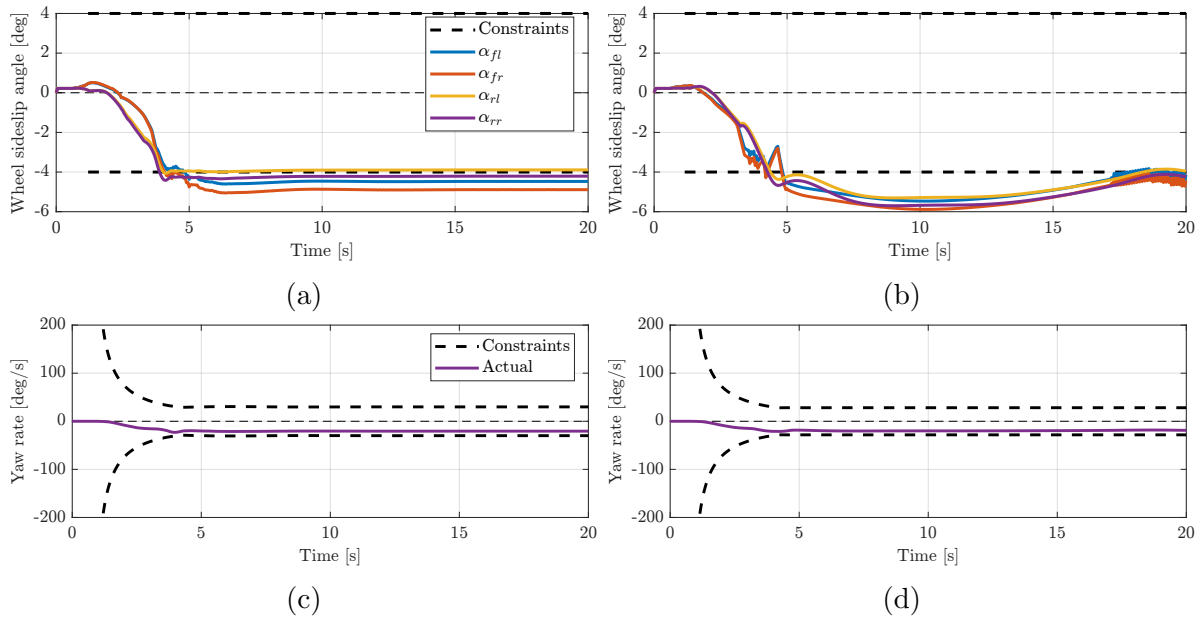 4
2
0
-2
-4
-6
0
5
10
15
20
Wheel sideslip angle [deg]
Time [s]
Constraints
α_fl
α_fr
α_rl
α_rr
(a)
4
2
0
-2
-4
-6
0
5
10
15
20
Wheel sideslip angle [deg]
Time [s]
(b)
200
100
0
-100
-200
0
5
10
15
20
Yaw rate [deg/s]
Time [s]
Constraints
Actual
(c)
200
100
0
-100
-200
0
5
10
15
20
Yaw rate [deg/s]
Time [s]
(d)